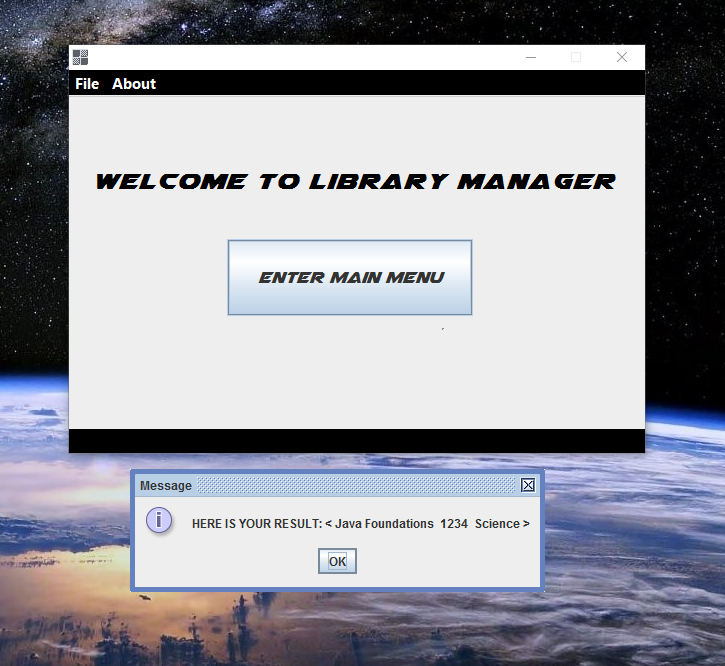 File About
WELCOME TO LIBRARY MANAGER
ENTER MAIN MENU
Message
HERE IS YOUR RESULT: < Java Foundations 1234 Science >
OK